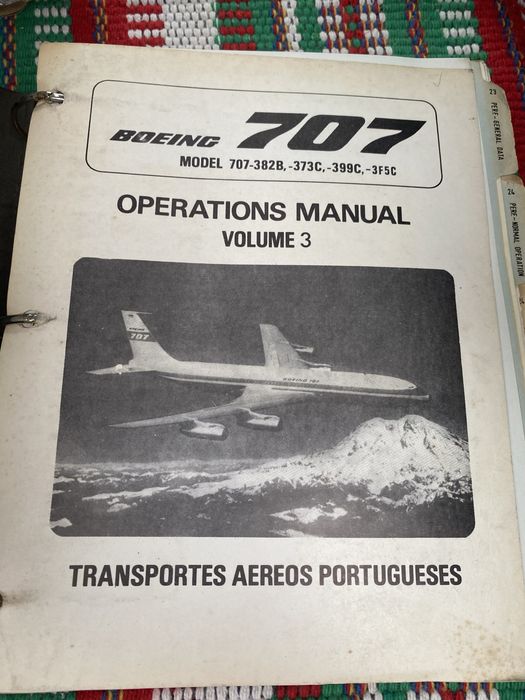 BOEING 707
MODEL 707-382B,-373C,-399C,-3F5C
OPERATIONS MANUAL
VOLUME 3
BOEING
707
BOEING 707
TRANSPORTES AEREOS PORTUGUESES
23
PERF-GENERAL DATA
24
PERF-NORMAL OPERATION